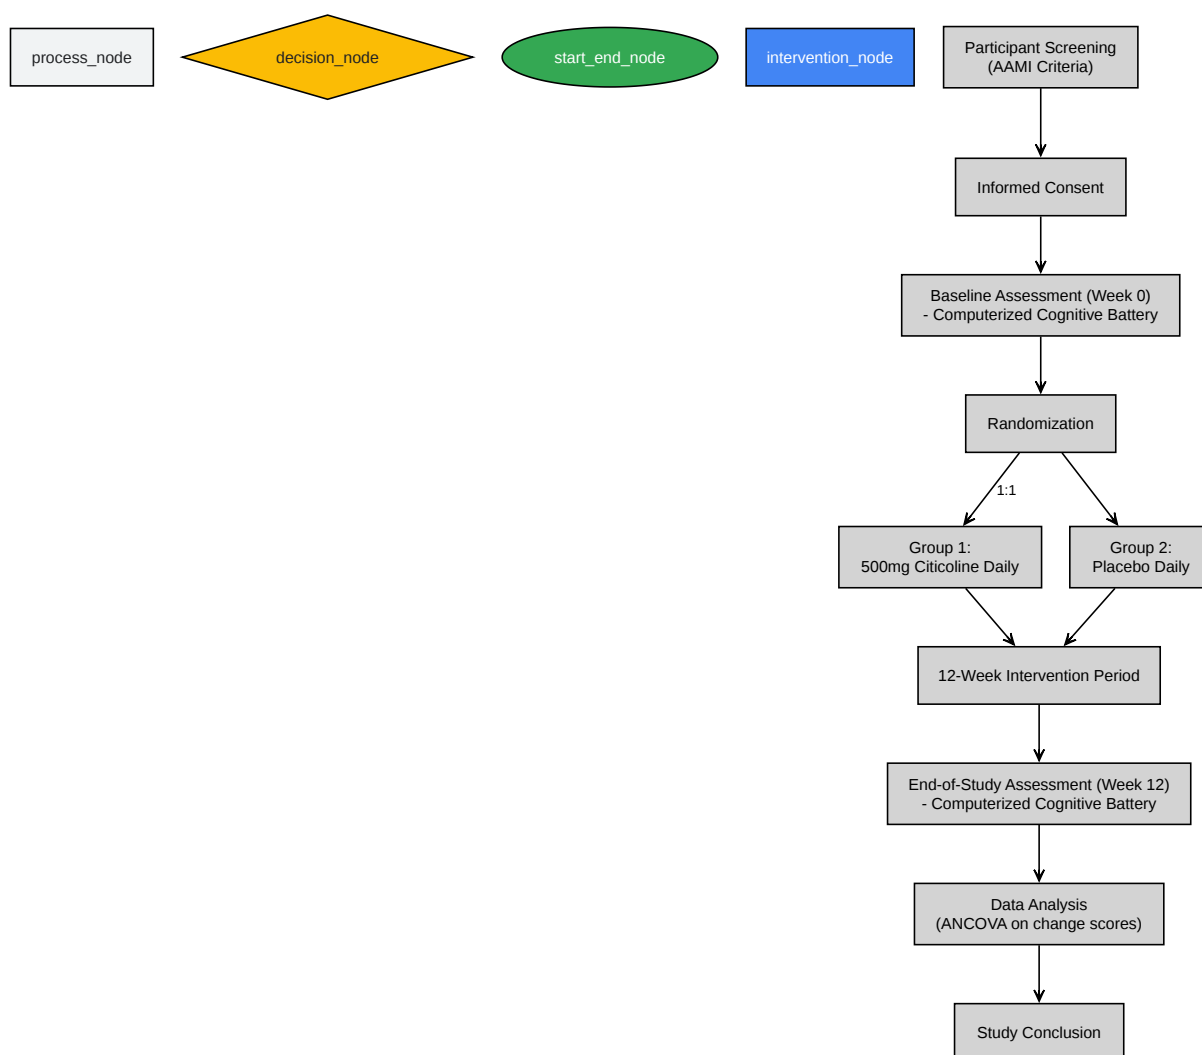 process_node
decision_node
start_end_node
intervention_node
Participant Screening
(AAMI Criteria)
Informed Consent
Baseline Assessment (Week 0)
- Computerized Cognitive Battery
Randomization
1:1
Group 1:
500mg Citicoline Daily
Group 2:
Placebo Daily
12-Week Intervention Period
End-of-Study Assessment (Week 12)
- Computerized Cognitive Battery
Data Analysis
(ANCOVA on change scores)
Study Conclusion